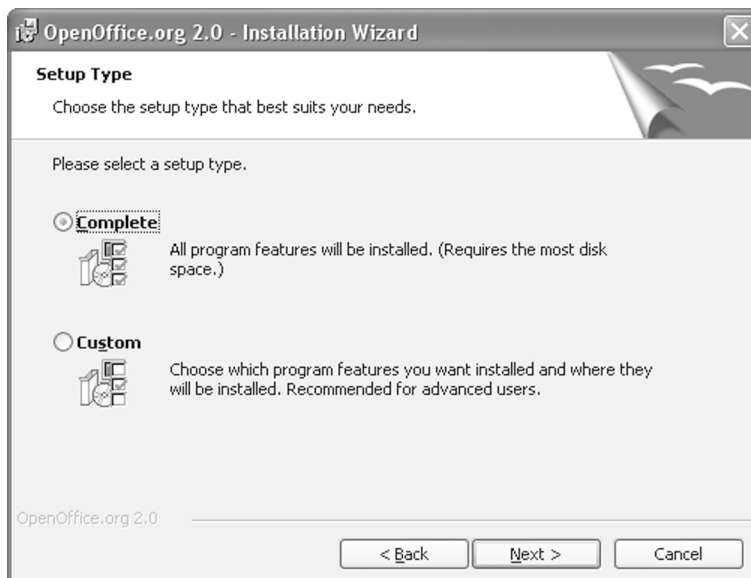 OpenOffice.org 2.0 - Installation Wizard
Setup Type
Choose the setup type that best suits your needs.
Please select a setup type.
Complete
All program features will be installed. (Requires the most disk
space.)
Custom
Choose which program features you want installed and where they
will be installed. Recommended for advanced users.
OpenOffice.org 2.0
< Back
Next >
Cancel